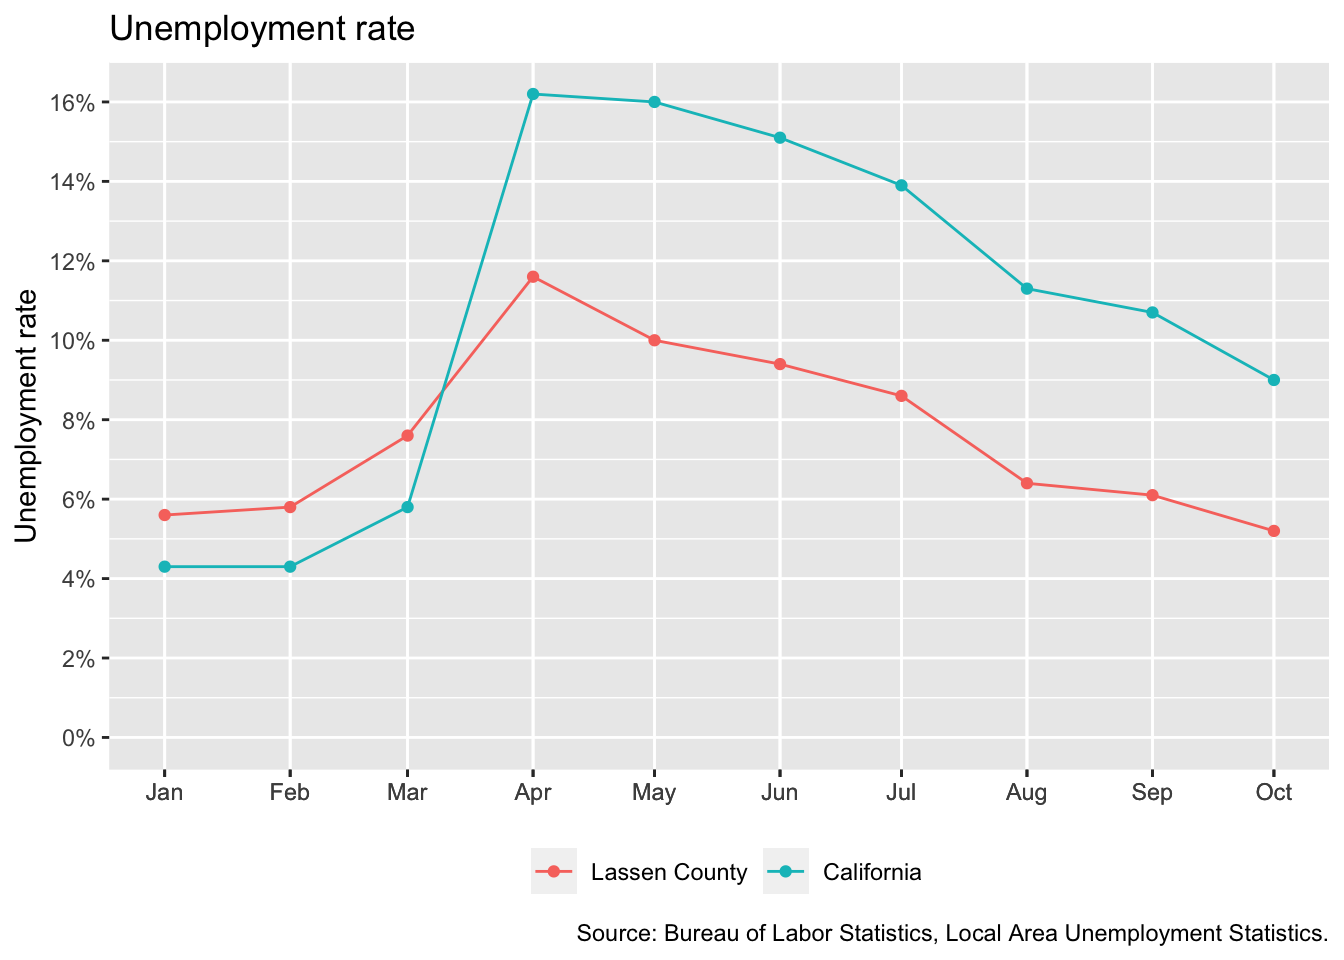 Unemployment rate
Unemployment rate
16%
14%
12%
10%
8%
6%
4%
2%
0%
Jan Feb Mar Apr May Jun Jul Aug Sep Oct
Lassen County California
Source: Bureau of Labor Statistics, Local Area Unemployment Statistics.